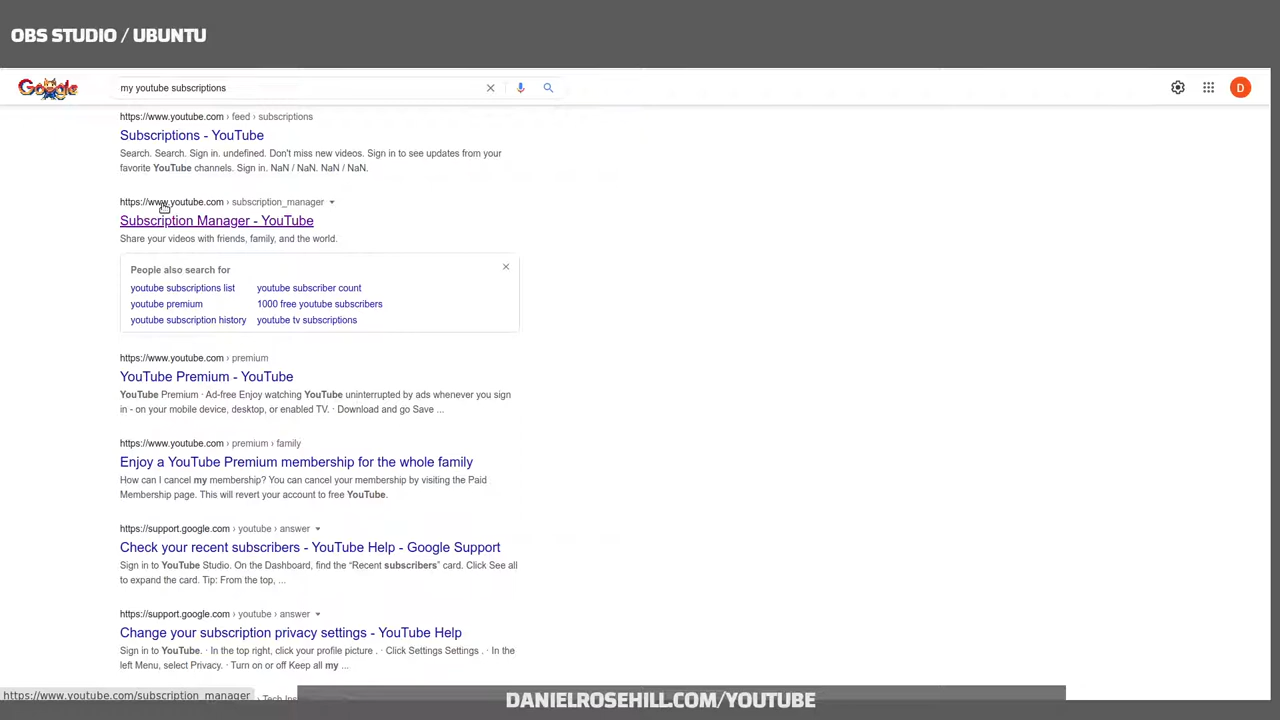 OBS STUDIO / UBUNTU
Google
my youtube subscriptions
D
https://www.youtube.com › feed › subscriptions
Subscriptions - YouTube
Search. Search. Sign in. undefined. Don't miss new videos. Sign in to see updates from your
favorite YouTube channels. Sign in. NaN / NaN. NaN / NaN.
https://www.youtube.com › subscription_manager
Subscription Manager - YouTube
Share your videos with friends, family, and the world.
People also search for
youtube subscriptions list youtube subscriber count
youtube premium 1000 free youtube subscribers
youtube subscription history youtube tv subscriptions
https://www.youtube.com › premium
YouTube Premium - YouTube
YouTube Premium · Ad-free Enjoy watching YouTube uninterrupted by ads whenever you sign
in - on your mobile device, desktop, or enabled TV. · Download and go Save ...
https://www.youtube.com › premium › family
Enjoy a YouTube Premium membership for the whole family
How can I cancel my membership? You can cancel your membership by visiting the Paid
Membership page. This will revert your account to free YouTube.
https://support.google.com › youtube › answer
Check your recent subscribers - YouTube Help - Google Support
Sign in to YouTube Studio. On the Dashboard, find the “Recent subscribers” card. Click See all
to expand the card. Tip: From the top, ...
https://support.google.com › youtube › answer
Change your subscription privacy settings - YouTube Help
Sign in to YouTube. · In the top right, click your profile picture . · Click Settings Settings . · In the
left Menu, select Privacy. · Turn on or off Keep all my ...
https://www.youtube.com/subscription_manager › Tech
DANIELROSEHILL.COM/YOUTUBE